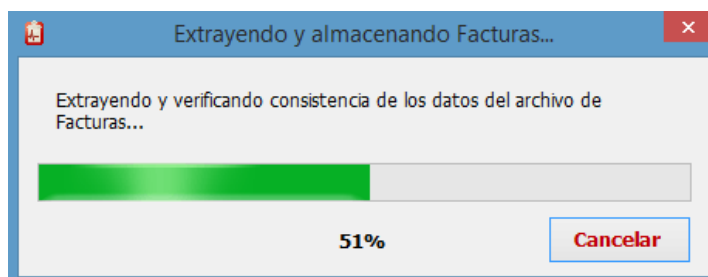 Extrayendo y almacenando Facturas...
Extrayendo y verificando consistencia de los datos del archivo de
Facturas...
51%
Cancelar